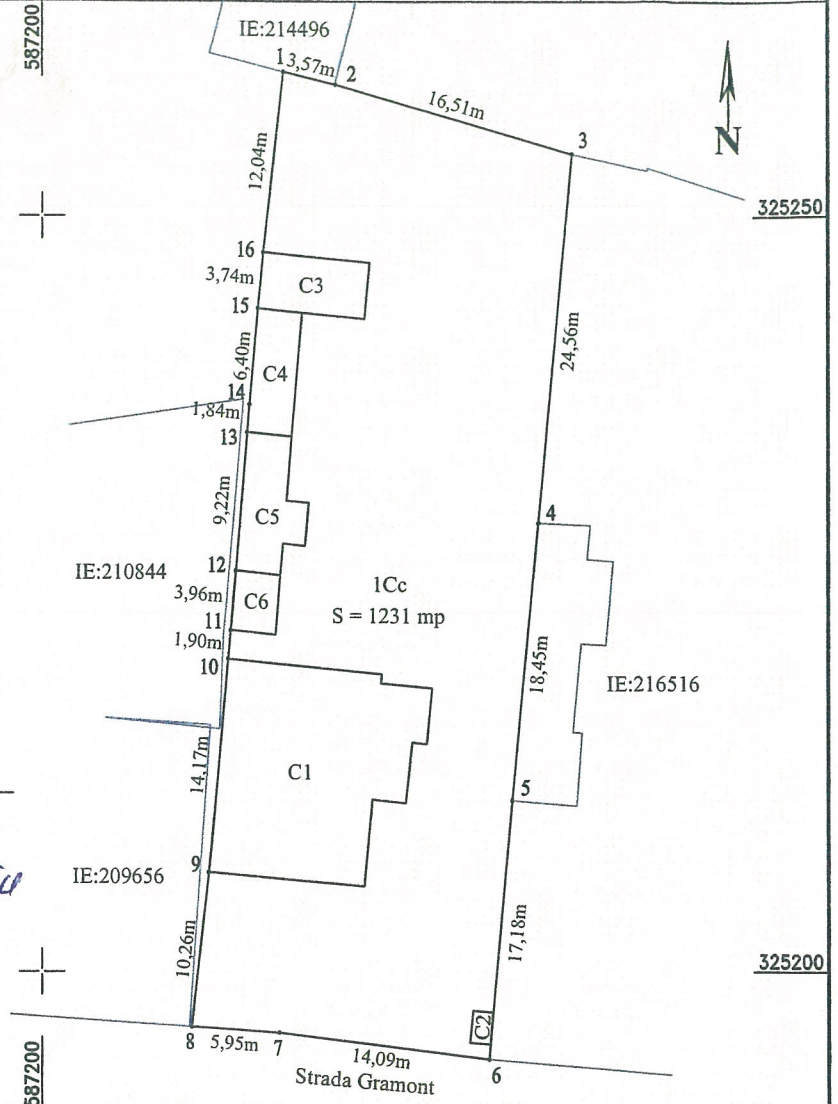 587200
IE:214496
1
3,57m
2
16,51m
3
N
12,04m
325250
16
3,74m
C3
15
6,40m
C4
24,56m
14
1,84m
13
9,22m
C5
4
12
IE:210844
3,96m
C6
1Cc
11
S = 1231 mp
1,90m
10
18,45m
IE:216516
14,17m
C1
5
9
IE:209656
17,18m
10,26m
325200
C2
8
5,95m
7
14,09m
6
Strada Gramont
587200